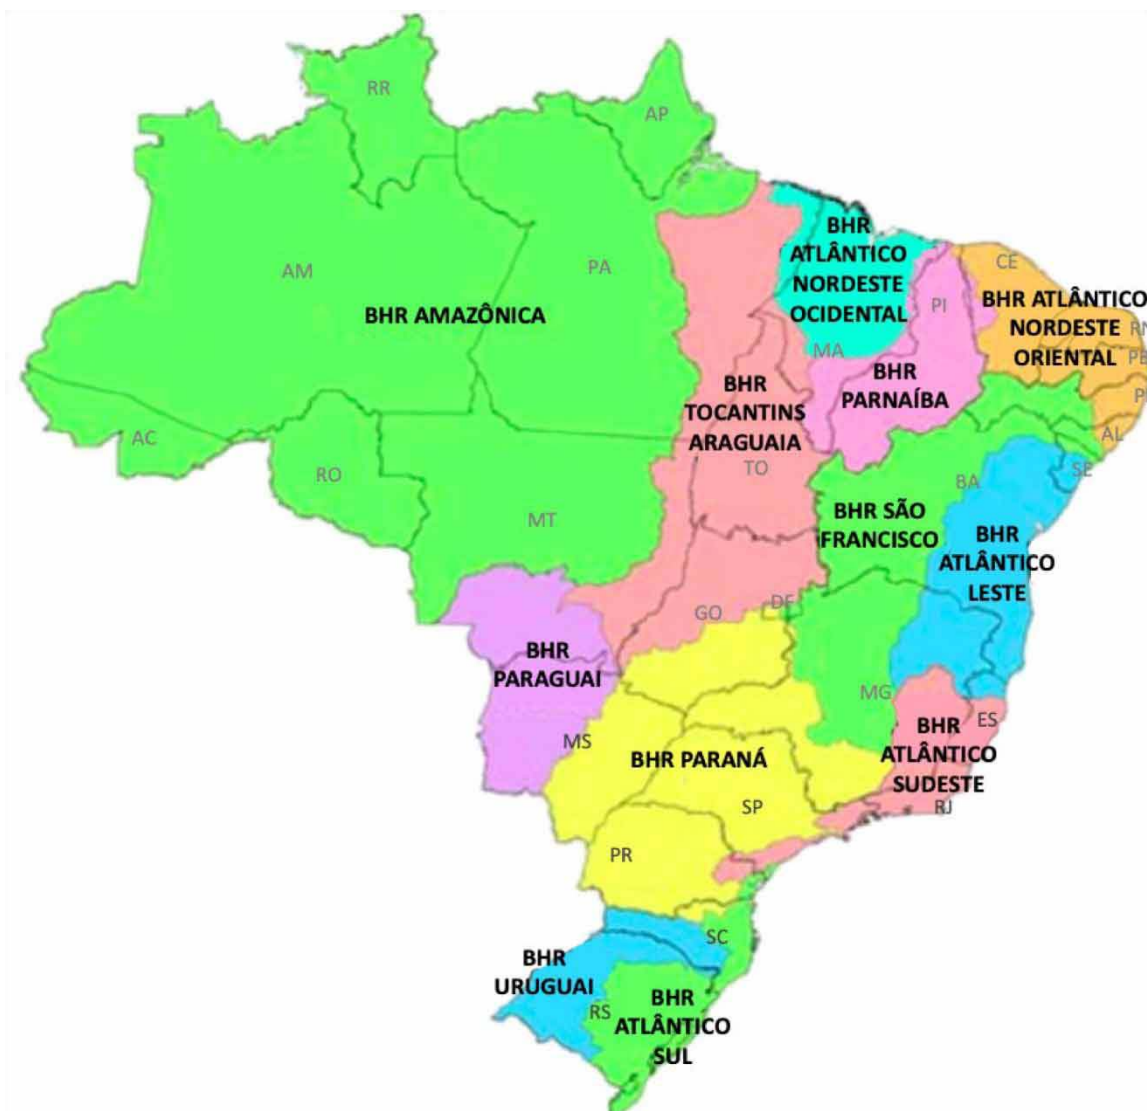 RR
AP
AM
PA
BHR AMAZÔNICA
AC
RO
MT
BHR
ATLÂNTICO
NORDESTE
OCIDENTAL
MA
PI
CE
BHR ATLÂNTICO
NORDESTE
ORIENTAL
RN
PB
AL
SE
BHR
PARNAÍBA
BHR
TOCANTINS
ARAGUAIA
TO
BA
BHR SÃO
FRANCISCO
BHR
ATLÂNTICO
LESTE
GO
DF
BHR
PARAGUAI
MS
MG
ES
BHR
ATLÂNTICO
SUDESTE
RJ
BHR PARANÁ
SP
PR
SC
BHR
URUGUAI
RS
BHR
ATLÂNTICO
SUL